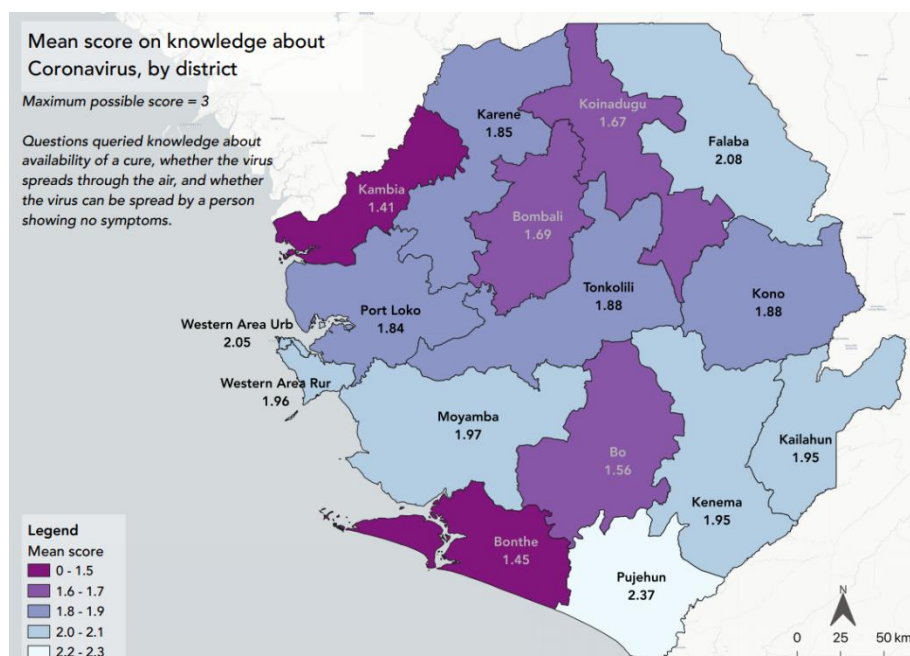 Mean score on knowledge about
Coronavirus, by district
Maximum possible score = 3
Questions queried knowledge about
availability of a cure, whether the virus
spreads through the air, and whether
the virus can be spread by a person
showing no symptoms.
Koinadugu
1.67
Karene
1.85
Falaba
2.08
Kambia
1.41
Bombali
1.69
Tonkolili
1.88
Kono
1.88
Port Loko
1.84
Western Area Urb
2.05
Western Area Rur
1.96
Moyamba
1.97
Bo
1.56
Kailahun
1.95
Kenema
1.95
Bonthe
1.45
Pujehun
2.37
Legend
Mean score
0 - 1.5
1.6 - 1.7
1.8 - 1.9
2.0 - 2.1
2.2 - 2.3
N
0 25 50 km